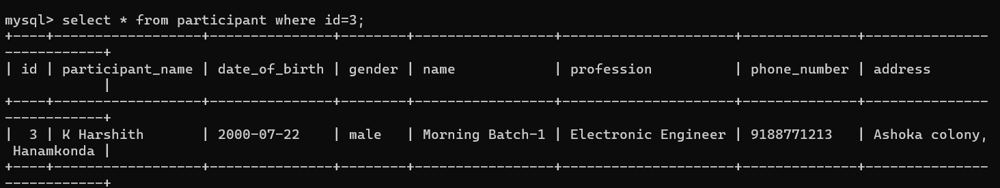 mysql> select * from participant where id=3;
+----+------------------+---------------+--------+-----------------+---------------------+--------------+---------------
------------+
| id | participant_name | date_of_birth | gender | name            | profession          | phone_number | address
            |
+----+------------------+---------------+--------+-----------------+---------------------+--------------+---------------
------------+
|  3 | K Harshith       | 2000-07-22    | male   | Morning Batch-1 | Electronic Engineer | 9188771213   | Ashoka colony,
 Hanamkonda |
+----+------------------+---------------+--------+-----------------+---------------------+--------------+---------------
------------+